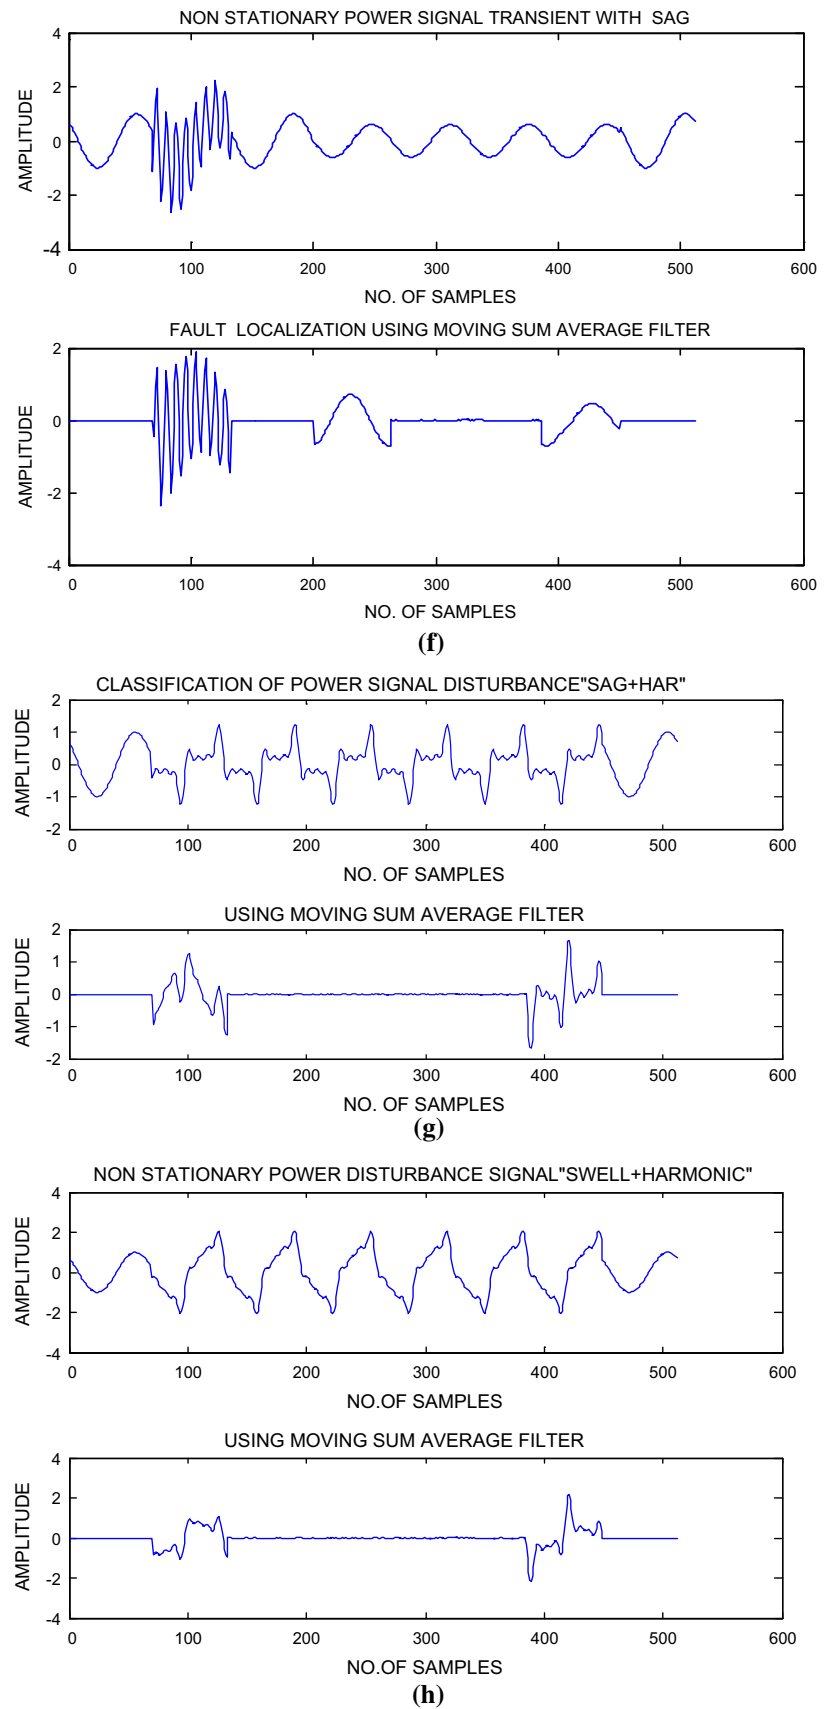 NON STATIONARY POWER SIGNAL TRANSIENT WITH SAG
4
2
0
-2
-4
AMPLITUDE
0 100 200 300 400 500 600
NO. OF SAMPLES
FAULT LOCALIZATION USING MOVING SUM AVERAGE FILTER
2
0
-2
-4
AMPLITUDE
0 100 200 300 400 500 600
NO. OF SAMPLES
(f)
CLASSIFICATION OF POWER SIGNAL DISTURBANCE"SAG+HAR"
2
1
0
-1
-2
AMPLITUDE
0 100 200 300 400 500 600
NO. OF SAMPLES
USING MOVING SUM AVERAGE FILTER
2
1
0
-1
-2
AMPLITUDE
0 100 200 300 400 500 600
NO. OF SAMPLES
(g)
NON STATIONARY POWER DISTURBANCE SIGNAL"SWELL+HARMONIC"
4
2
0
-2
-4
AMPLITUDE
0 100 200 300 400 500 600
NO.OF SAMPLES
USING MOVING SUM AVERAGE FILTER
4
2
0
-2
-4
AMPLITUDE
0 100 200 300 400 500 600
NO.OF SAMPLES
(h)